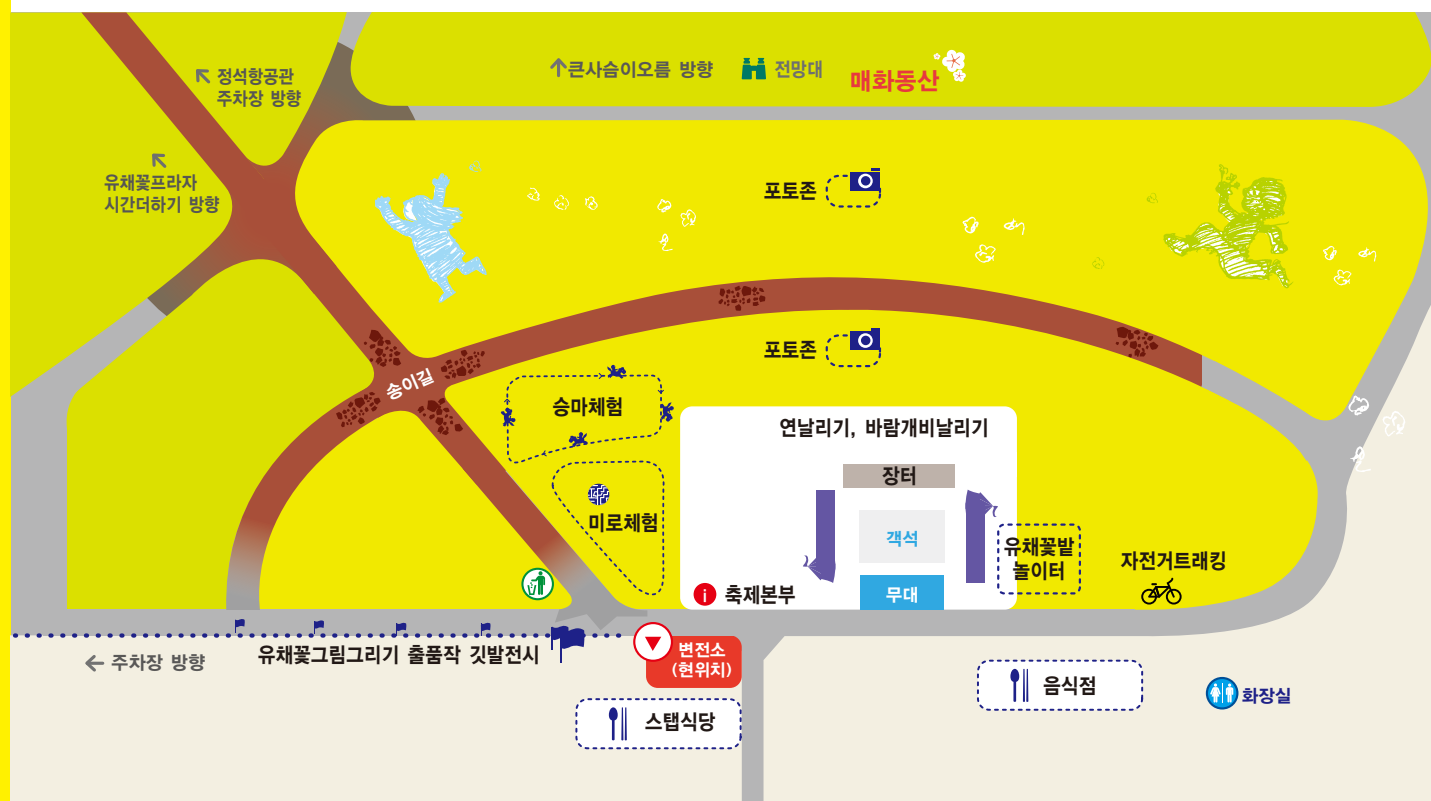 ↑큰사슴이오름 방향
전망대
매화동산
↖ 정석항공관
주차장 방향
↖
유채꽃프라자
시간더하기 방향
포토존
포토존
송이길
승마체험
미로체험
연날리기, 바람개비날리기
장터
객석
무대
i 축제본부
유채꽃밭
놀이터
자전거트래킹
← 주차장 방향
유채꽃그림그리기 출품작 깃발전시
변전소
(현위치)
스탭식당
음식점
화장실